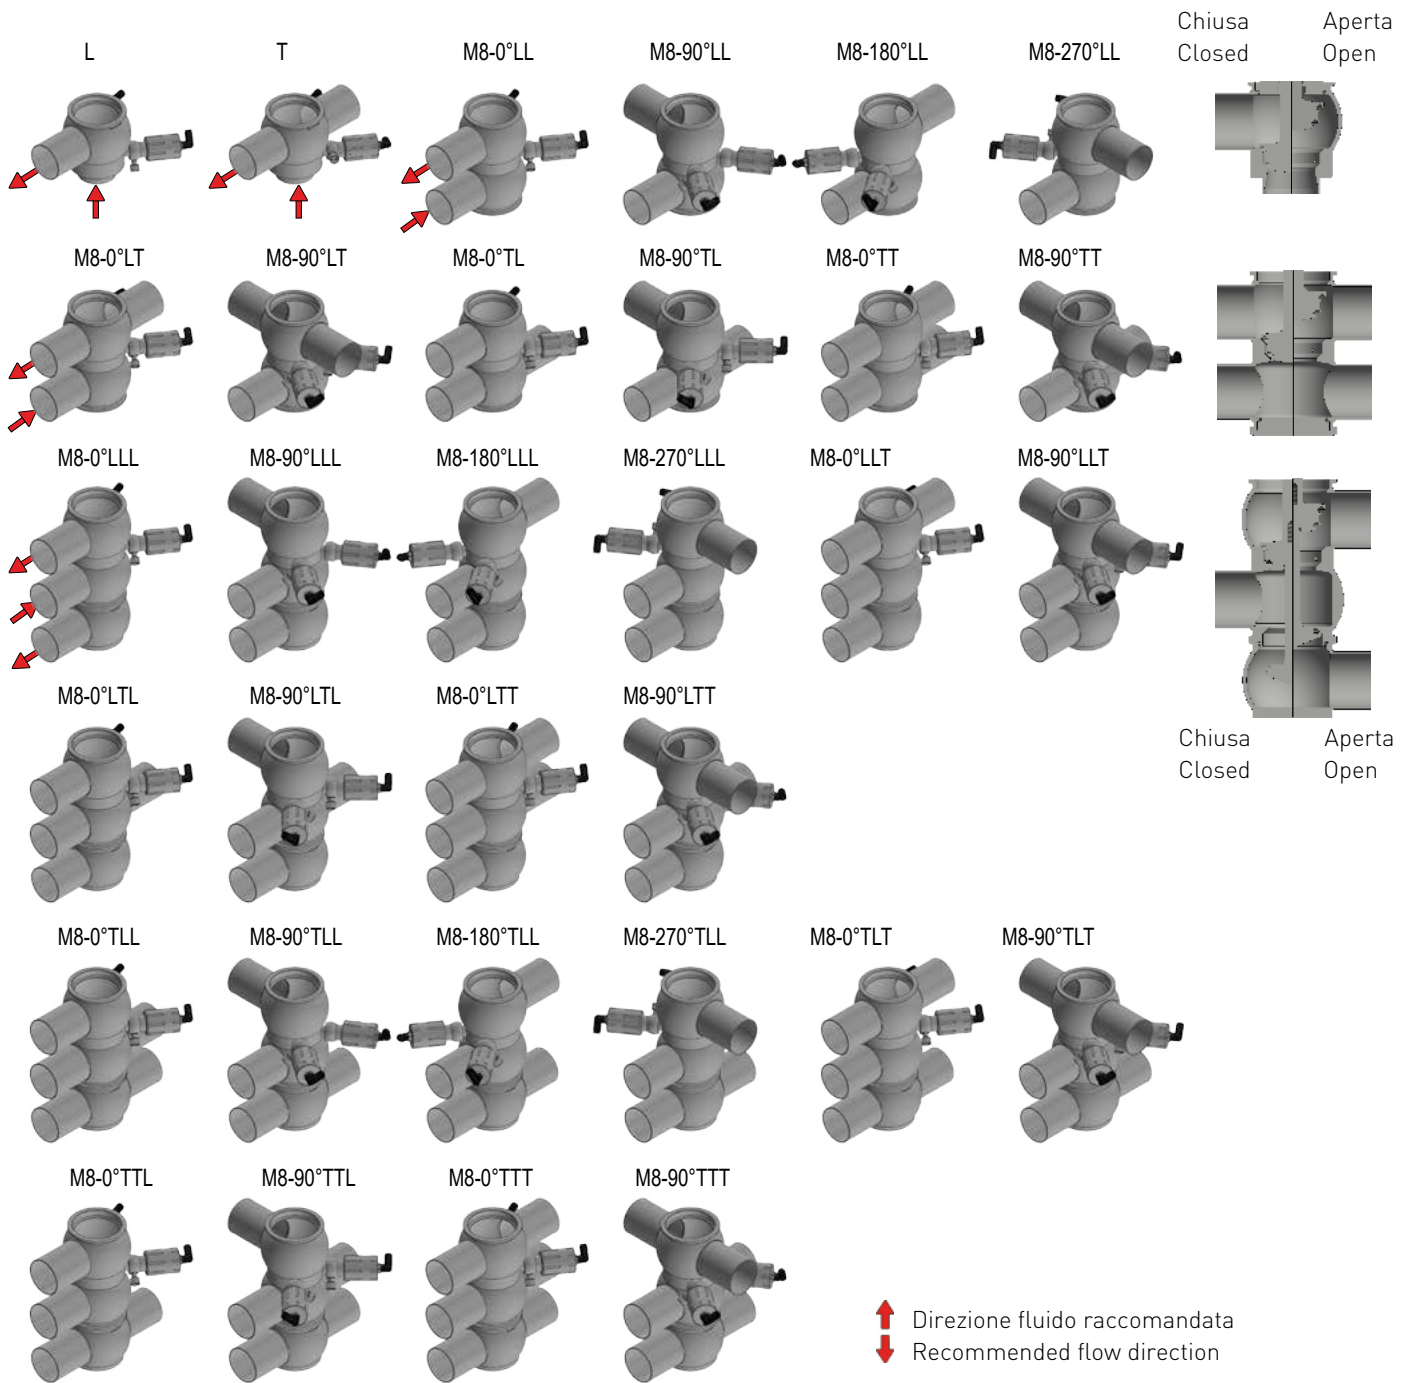 Chiusa Aperta
Closed Open
L T M8-0°LL M8-90°LL M8-180°LL M8-270°LL
M8-0°LT M8-90°LT M8-0°TL M8-90°TL M8-0°TT M8-90°TT
M8-0°LLL M8-90°LLL M8-180°LLL M8-270°LLL M8-0°LLT M8-90°LLT
M8-0°LTL M8-90°LTL M8-0°LTT M8-90°LTT
Chiusa Aperta
Closed Open
M8-0°TLL M8-90°TLL M8-180°TLL M8-270°TLL M8-0°TLT M8-90°TLT
M8-0°TTL M8-90°TTL M8-0°TTT M8-90°TTT
Direzione fluido raccomandata
Recommended flow direction